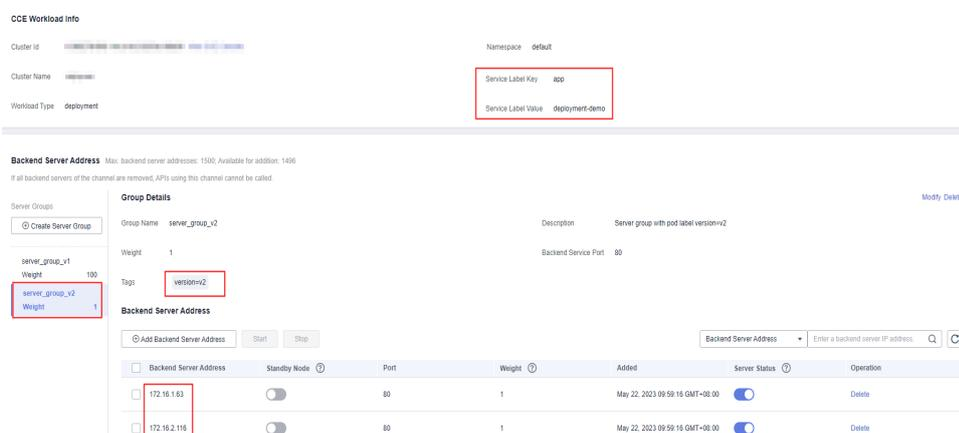 CCE Workload Info
Cluster Id
Namespace default
Cluster Name
Service Label Key app
Workload Type deployment
Service Label Value deployment-demo
Backend Server Address Max. backend server addresses: 1500; Available for addition: 1496
If all backend servers of the channel are removed, APIs using this channel cannot be called.
Server Groups
Create Server Group
server_group_v1
Weight 100
server_group_v2
Weight 1
Group Details
Modify Delet
Group Name server_group_v2
Description Server group with pod label version=v2
Weight 1
Backend Service Port 80
Tags version=v2
Backend Server Address
Add Backend Server Address Start Stop
Backend Server Address Enter a backend server IP address.
Backend Server Address Standby Node Port Weight Added Server Status Operation
172.16.1.63 80 1 May 22, 2023 09:59:16 GMT+08:00 Delete
172.16.2.116 80 1 May 22, 2023 09:59:16 GMT+08:00 Delete